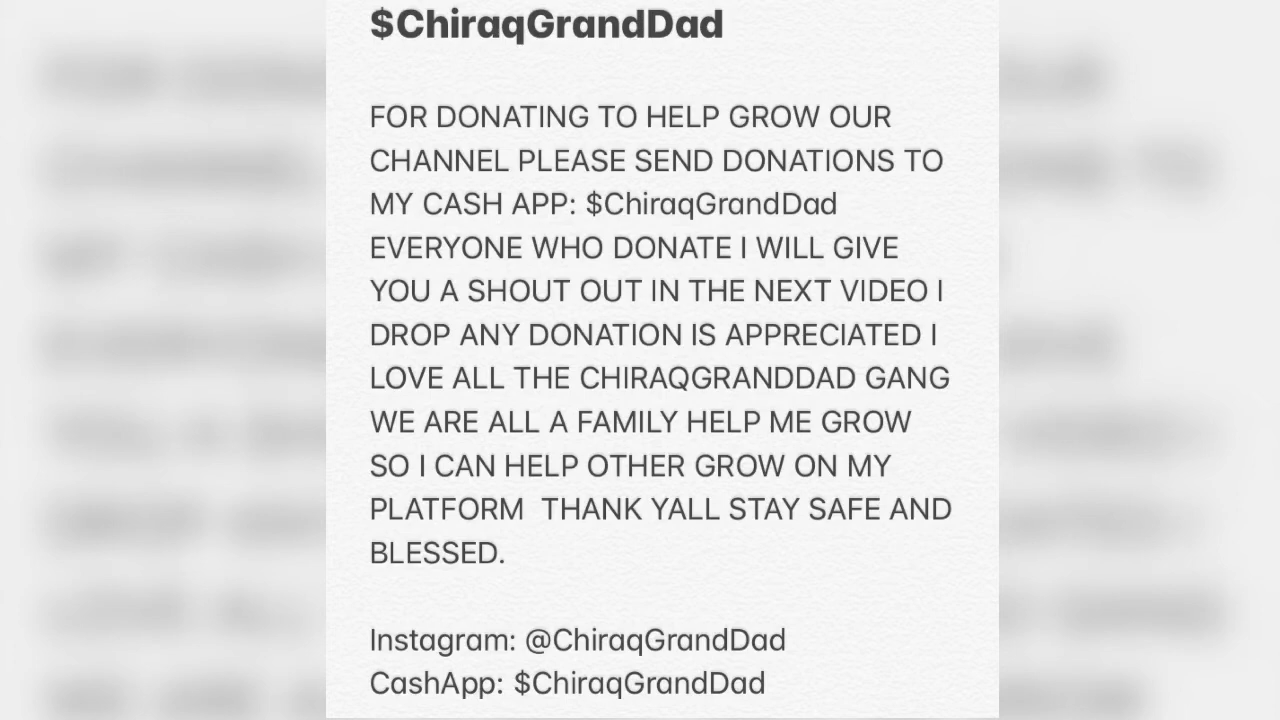 $ChiraqGrandDad
FOR DONATING TO HELP GROW OUR
CHANNEL PLEASE SEND DONATIONS TO
MY CASH APP: $ChiraqGrandDad
EVERYONE WHO DONATE I WILL GIVE
YOU A SHOUT OUT IN THE NEXT VIDEO I
DROP ANY DONATION IS APPRECIATED I
LOVE ALL THE CHIRAQGRANDDAD GANG
WE ARE ALL A FAMILY HELP ME GROW
SO I CAN HELP OTHER GROW ON MY
PLATFORM  THANK YALL STAY SAFE AND
BLESSED.
Instagram: @ChiraqGrandDad
CashApp: $ChiraqGrandDad